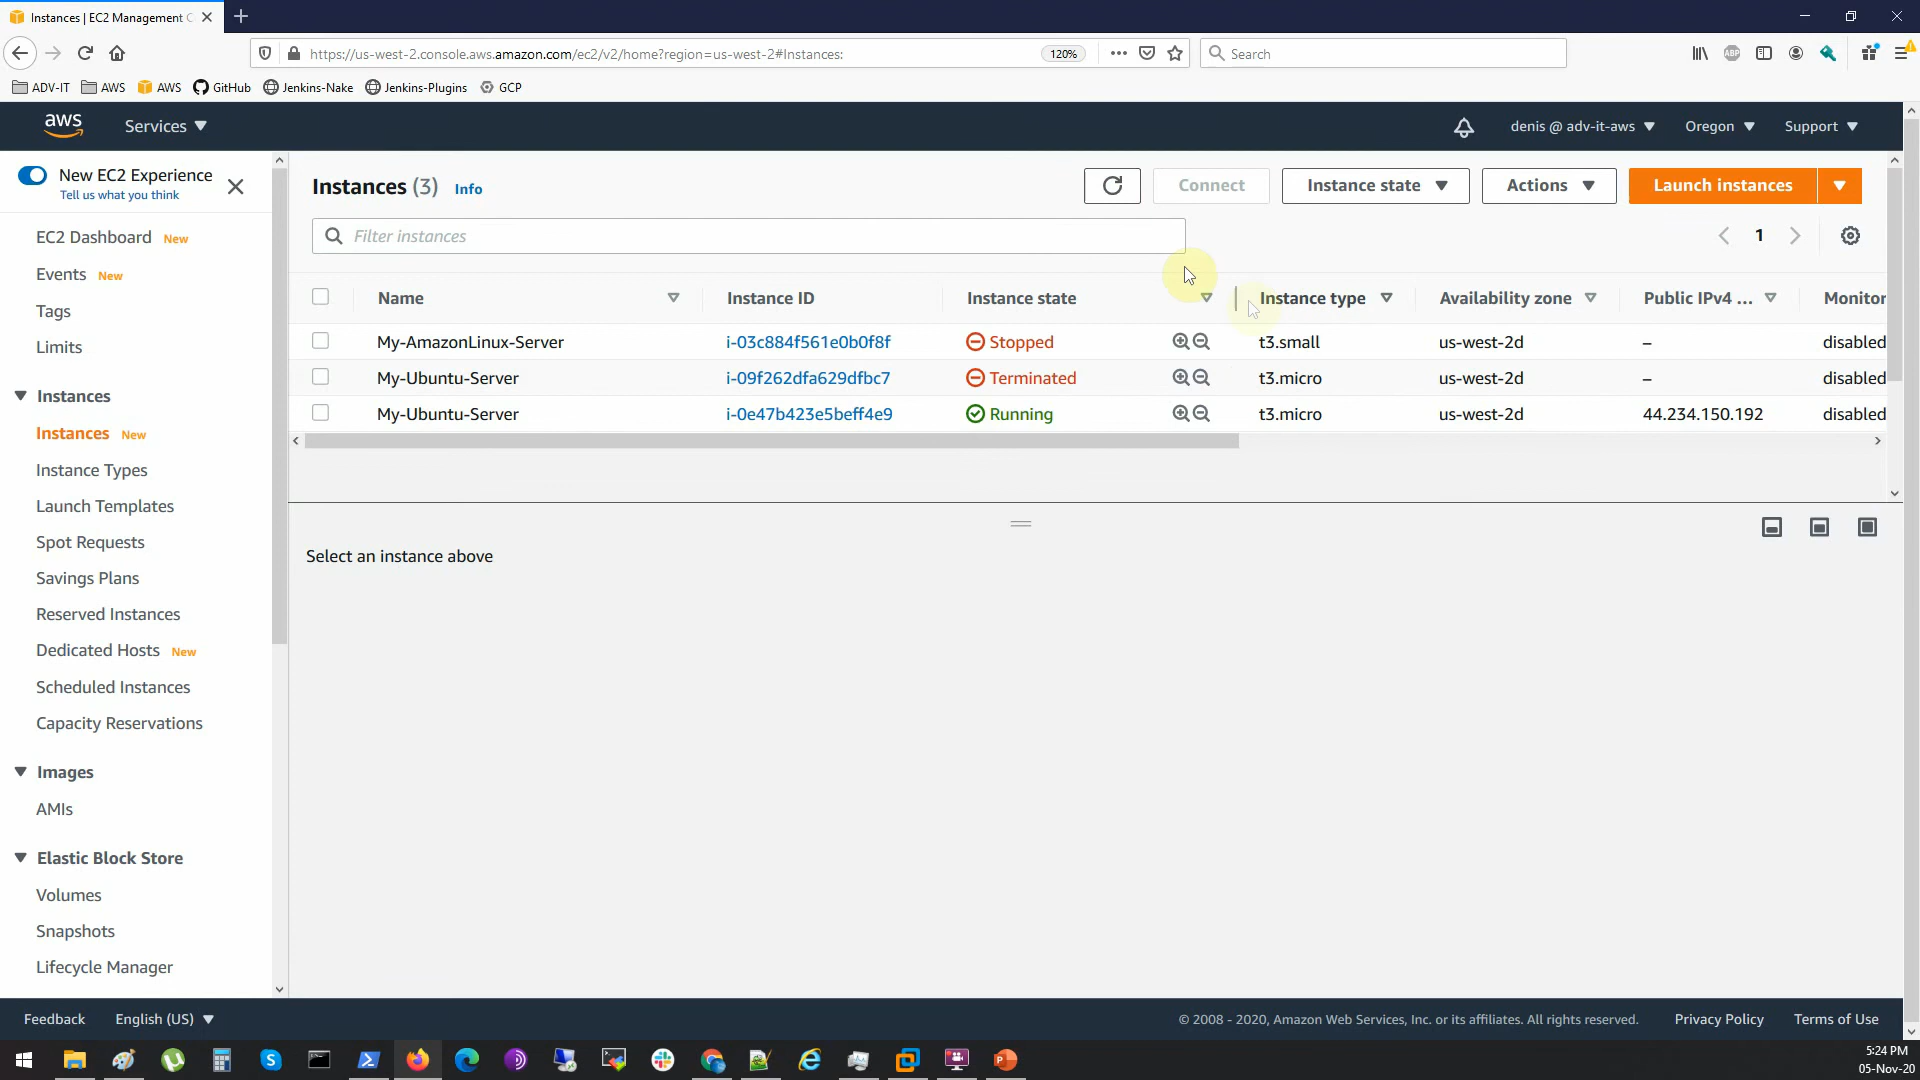 Instances | EC2 Management C
https://us-west-2.console.aws.amazon.com/ec2/v2/home?region=us-west-2#Instances:
120%
Search
ADV-IT
AWS
AWS
GitHub
Jenkins-Nake
Jenkins-Plugins
GCP
aws
Services
denis @ adv-it-aws
Oregon
Support
New EC2 Experience
Tell us what you think
EC2 Dashboard New
Events New
Tags
Limits
Instances
Instances New
Instance Types
Launch Templates
Spot Requests
Savings Plans
Reserved Instances
Dedicated Hosts New
Scheduled Instances
Capacity Reservations
Images
AMIs
Elastic Block Store
Volumes
Snapshots
Lifecycle Manager
Instances (3) Info
Connect
Instance state
Actions
Launch instances
Filter instances
1
Name Instance ID Instance state Instance type Availability zone Public IPv4 ... Monitor
My-AmazonLinux-Server i-03c884f561e0b0f8f Stopped t3.small us-west-2d – disabled
My-Ubuntu-Server i-09f262dfa629dfbc7 Terminated t3.micro us-west-2d – disabled
My-Ubuntu-Server i-0e47b423e5beff4e9 Running t3.micro us-west-2d 44.234.150.192 disabled
Select an instance above
Feedback
English (US)
© 2008 - 2020, Amazon Web Services, Inc. or its affiliates. All rights reserved.
Privacy Policy
Terms of Use
5:24 PM
05-Nov-20